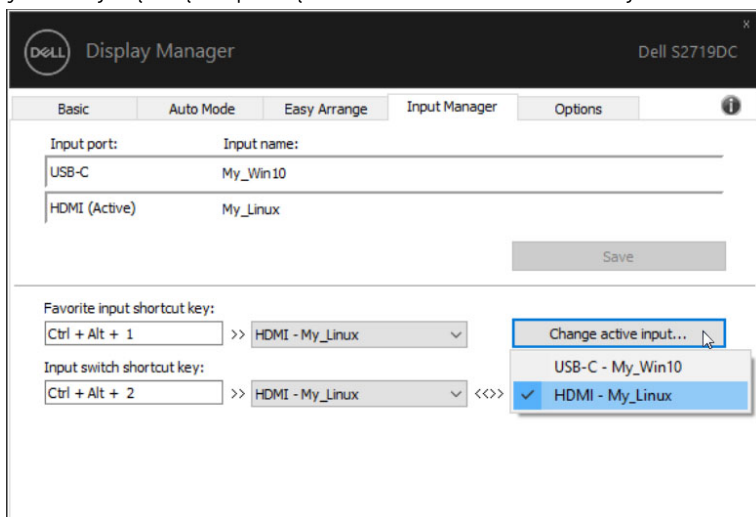 DELL Display Manager
x
Dell S2719DC
Basic Auto Mode Easy Arrange Input Manager Options i
Input port: Input name:
USB-C My_Win10
HDMI (Active) My_Linux
Save
Favorite input shortcut key:
Ctrl + Alt + 1 >> HDMI - My_Linux Change active input...
Input switch shortcut key:
USB-C - My_Win10
Ctrl + Alt + 2 >> HDMI - My_Linux <<>> ✓ HDMI - My_Linux